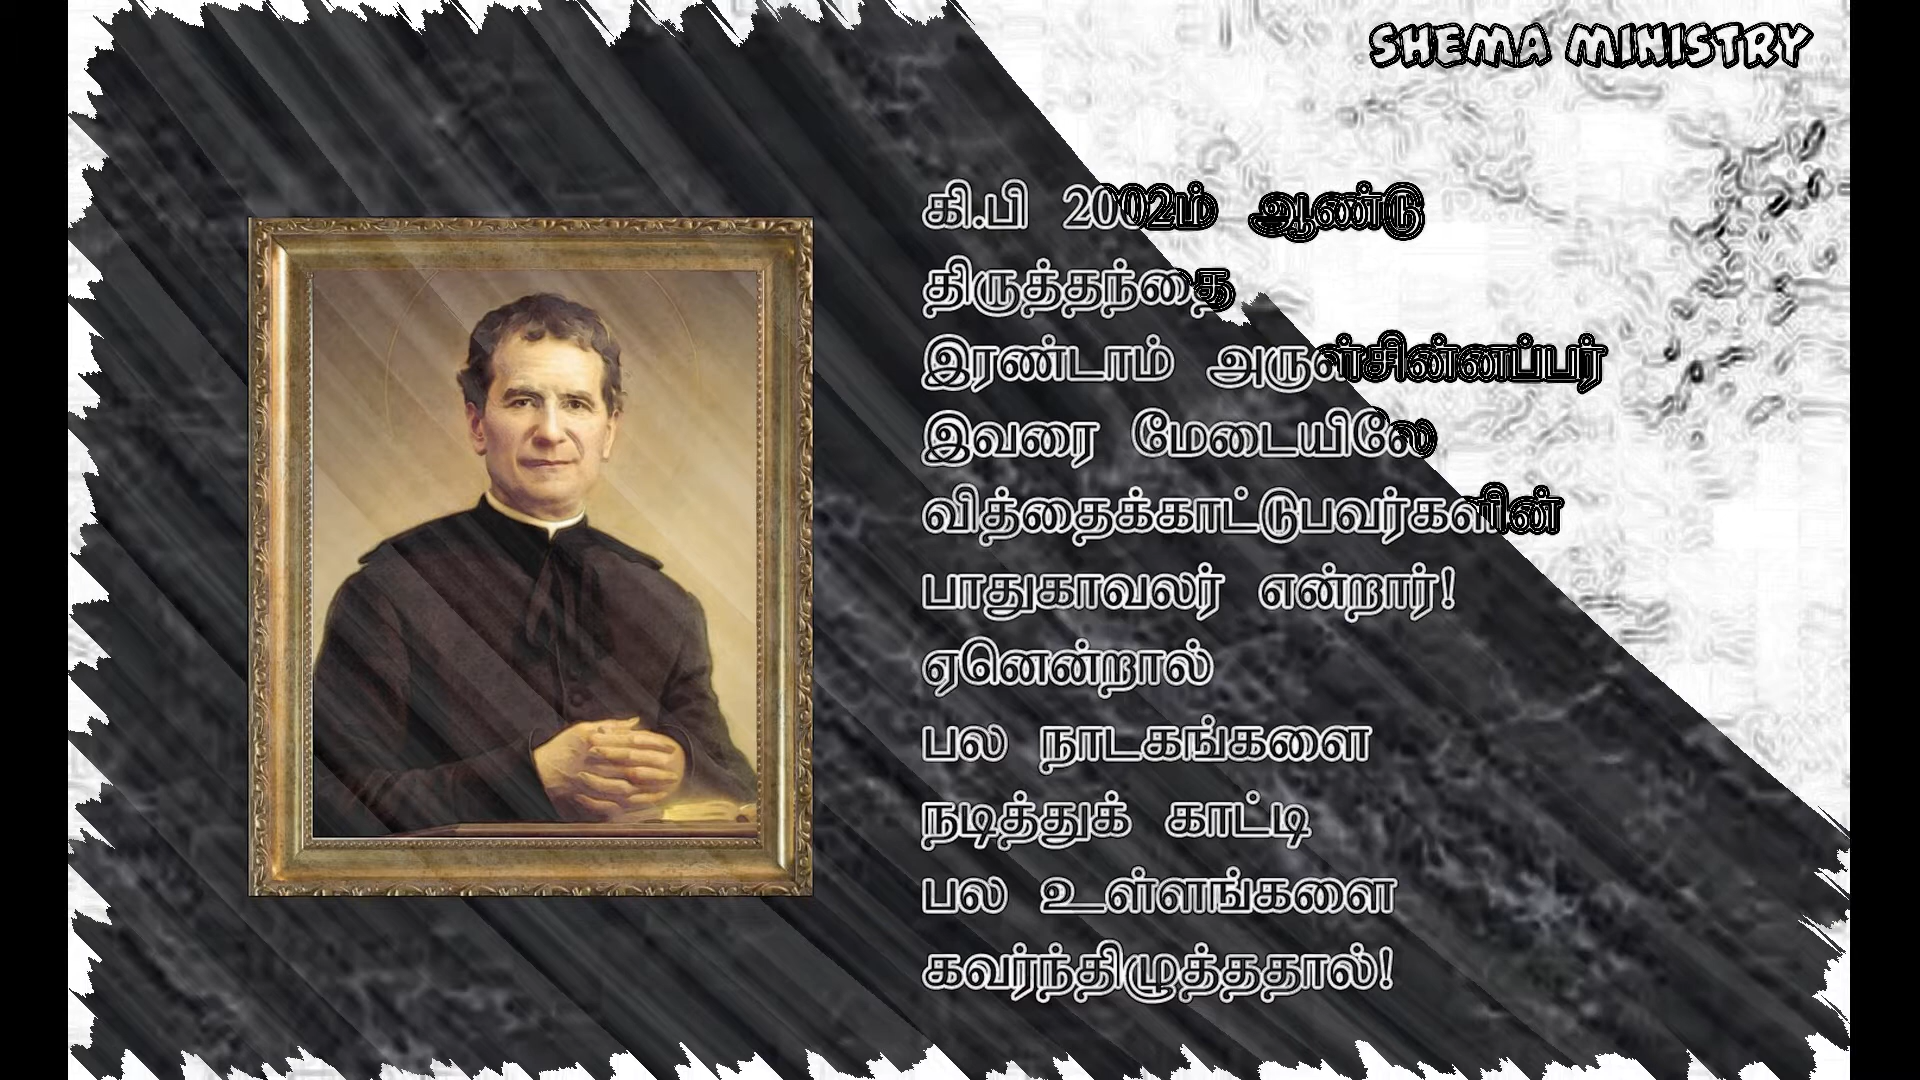 SHEMA MINISTRY
கி.பி 2002ம் ஆண்டு
திருத்தந்தை
இரண்டாம் அருள்சின்னப்பர்
இவரை மேடையிலே
வித்தைக்காட்டுபவர்களின்
பாதுகாவலர் என்றார்!
ஏனென்றால்
பல நாடகங்களை
நடித்துக் காட்டி
பல உள்ளங்களை
கவர்ந்திழுத்ததால்!